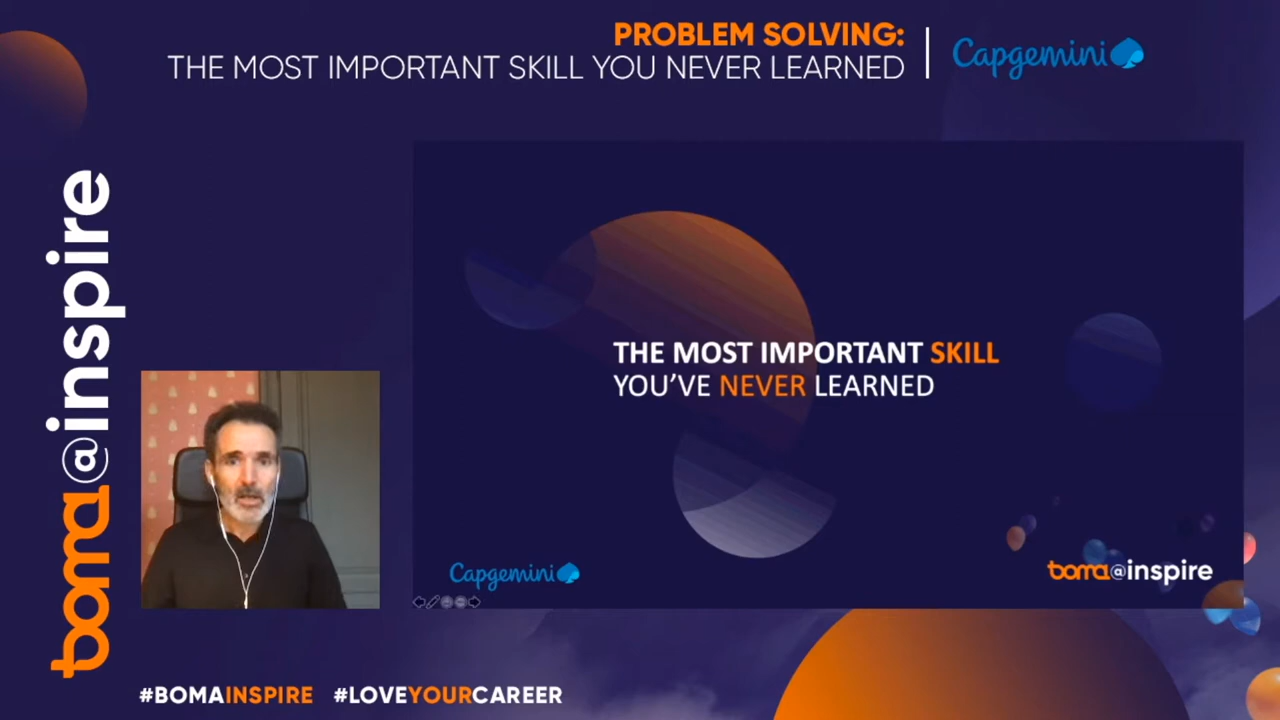 PROBLEM SOLVING:
THE MOST IMPORTANT SKILL YOU NEVER LEARNED
Capgemini
boma@inspire
THE MOST IMPORTANT SKILL
YOU'VE NEVER LEARNED
Capgemini
boma@inspire
#BOMAINSPIRE #LOVEYOURCAREER